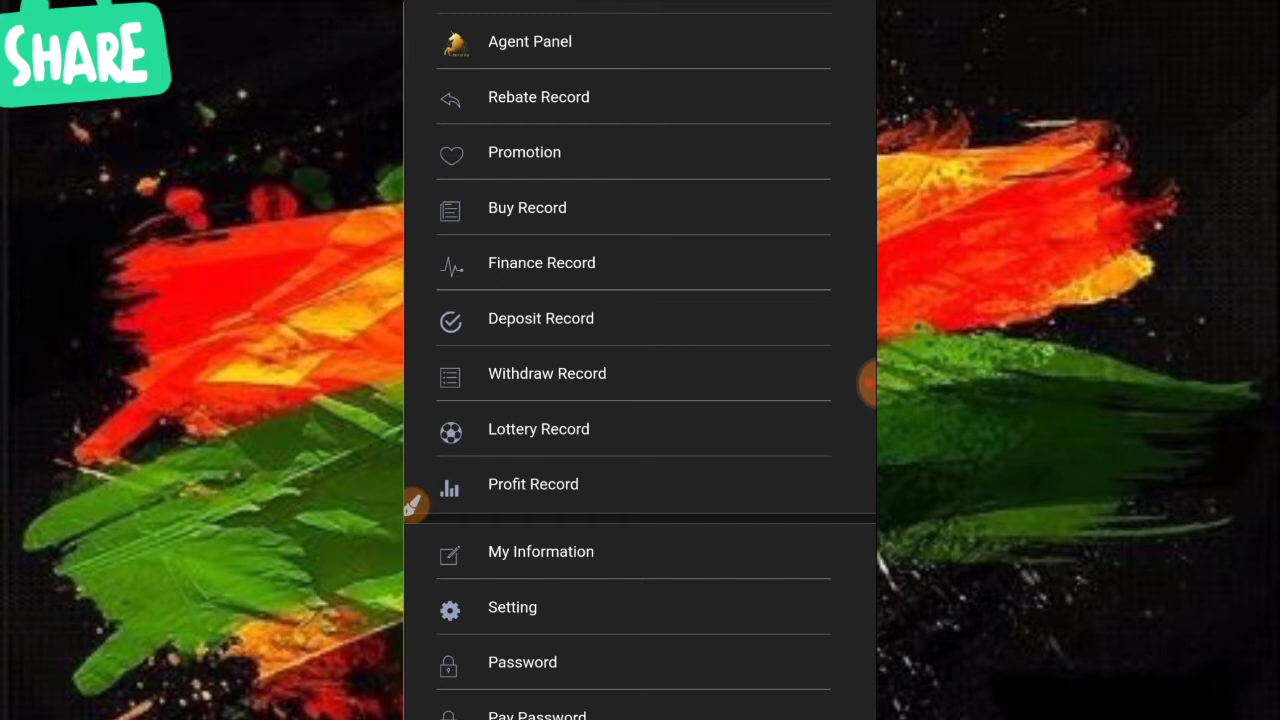 SHARE
Agent Panel
Rebate Record
Promotion
Buy Record
Finance Record
Deposit Record
Withdraw Record
Lottery Record
Profit Record
My Information
Setting
Password
Pay Password